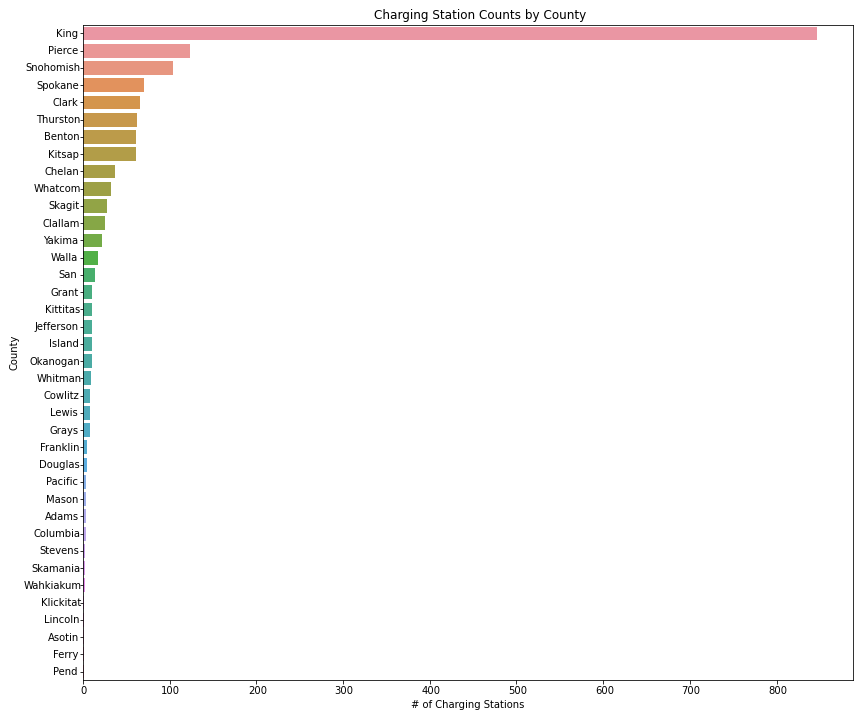 Charging Station Counts by County
King
Pierce
Snohomish
Spokane
Clark
Thurston
Benton
Kitsap
Chelan
Whatcom
Skagit
Clallam
Yakima
Walla
San
Grant
Kittitas
Jefferson
Island
Okanogan
Whitman
Cowlitz
Lewis
Grays
Franklin
Douglas
Pacific
Mason
Adams
Columbia
Stevens
Skamania
Wahkiakum
Klickitat
Lincoln
Asotin
Ferry
Pend
County
0 100 200 300 400 500 600 700 800
# of Charging Stations